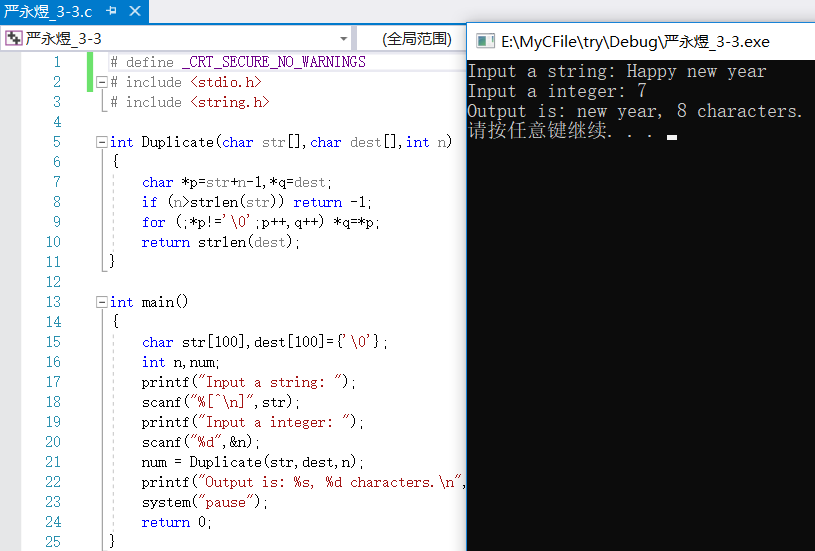 严永煜_3-3.c
严永煜_3-3
(全局范围)
1 # define _CRT_SECURE_NO_WARNINGS
2 # include <stdio.h>
3 # include <string.h>
4
5 int Duplicate(char str[],char dest[],int n)
6 {
7 char *p=str+n-1,*q=dest;
8 if (n>strlen(str)) return -1;
9 for (;*p!='\0';p++,q++) *q=*p;
10 return strlen(dest);
11 }
12
13 int main()
14 {
15 char str[100],dest[100]={'\0'};
16 int n,num;
17 printf("Input a string: ");
18 scanf("%[^\n]",str);
19 printf("Input a integer: ");
20 scanf("%d",&n);
21 num = Duplicate(str,dest,n);
22 printf("Output is: %s, %d characters.\n",
23 system("pause");
24 return 0;
25 }
E:\MyCFile\try\Debug\严永煜_3-3.exe
Input a string: Happy new year
Input a integer: 7
Output is: new year, 8 characters.
请按任意键继续. . .